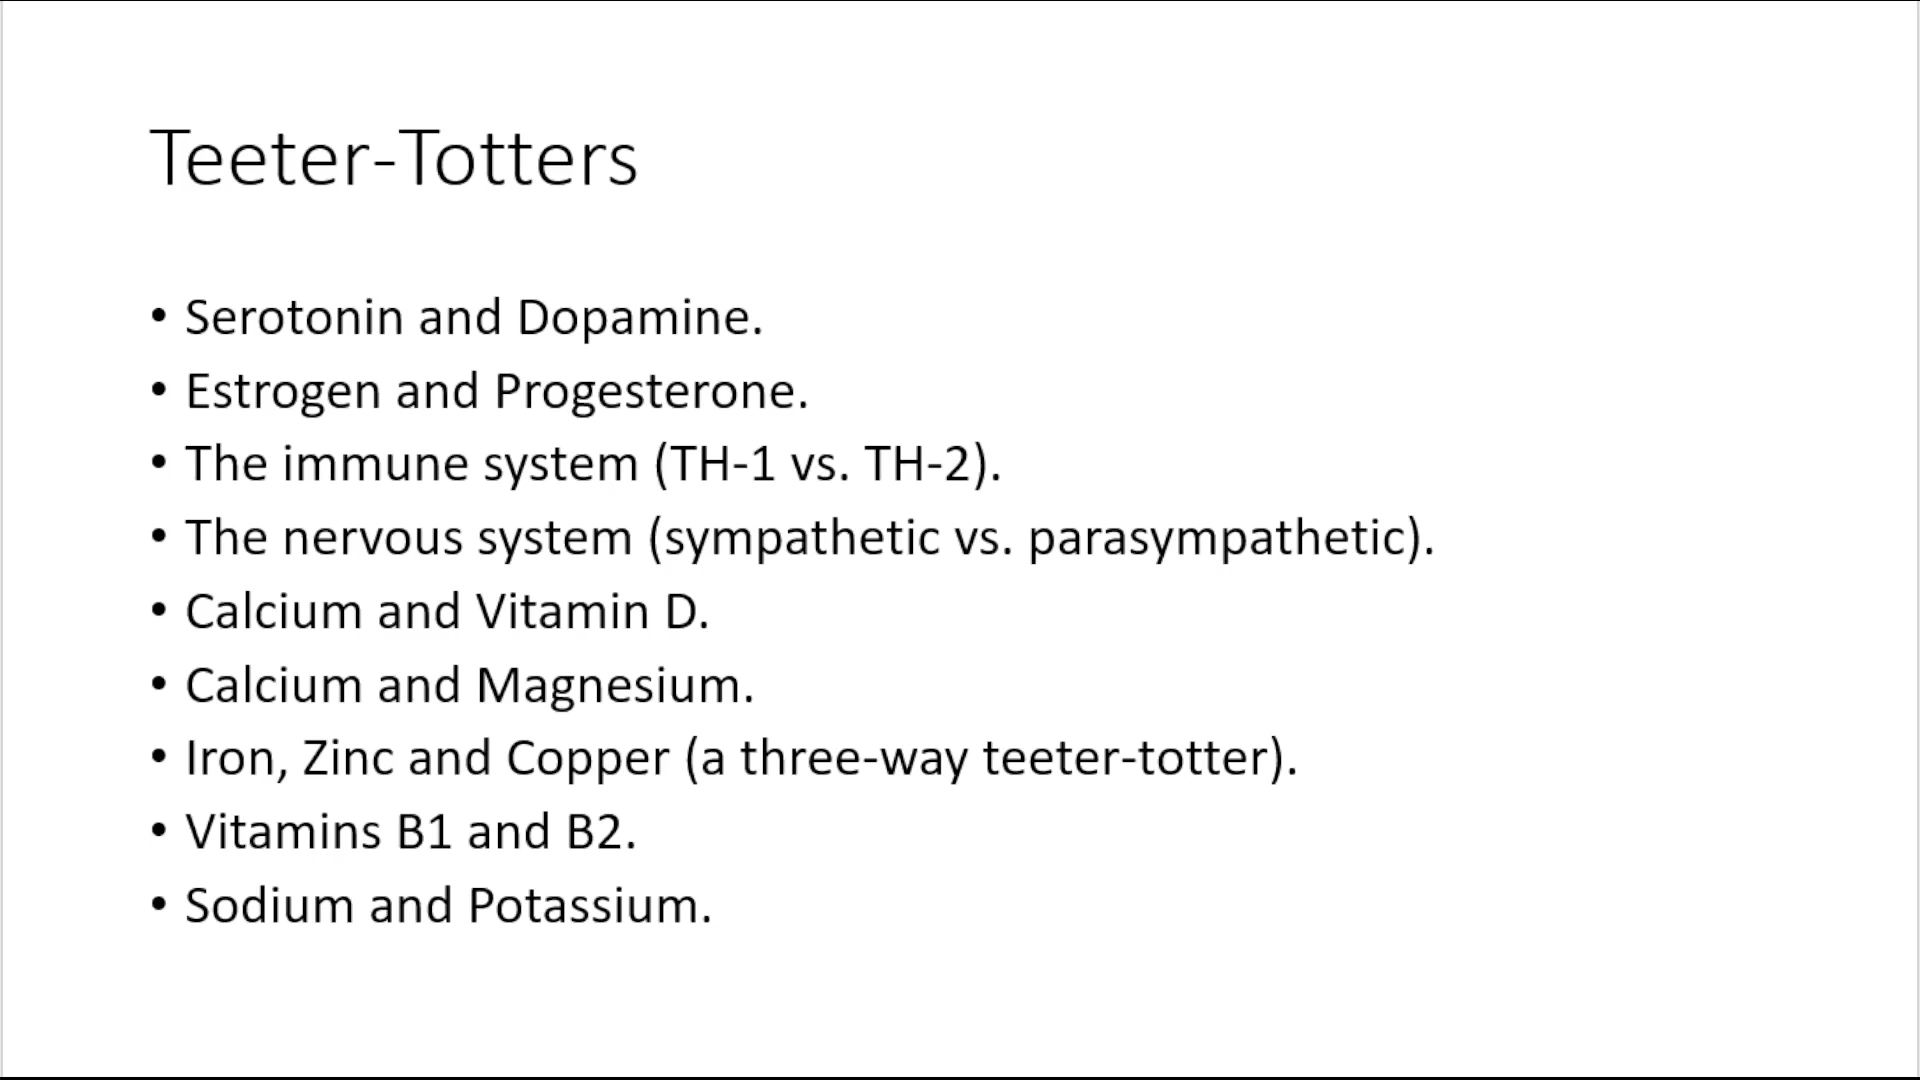 Teeter-Totters
• Serotonin and Dopamine.
• Estrogen and Progesterone.
• The immune system (TH-1 vs. TH-2).
• The nervous system (sympathetic vs. parasympathetic).
• Calcium and Vitamin D.
• Calcium and Magnesium.
• Iron, Zinc and Copper (a three-way teeter-totter).
• Vitamins B1 and B2.
• Sodium and Potassium.